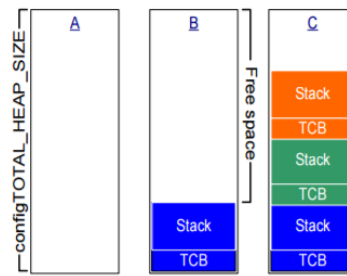 configTOTAL_HEAP_SIZE
A
B
Free space
Stack
TCB
C
Stack
TCB
Stack
TCB
Stack
TCB